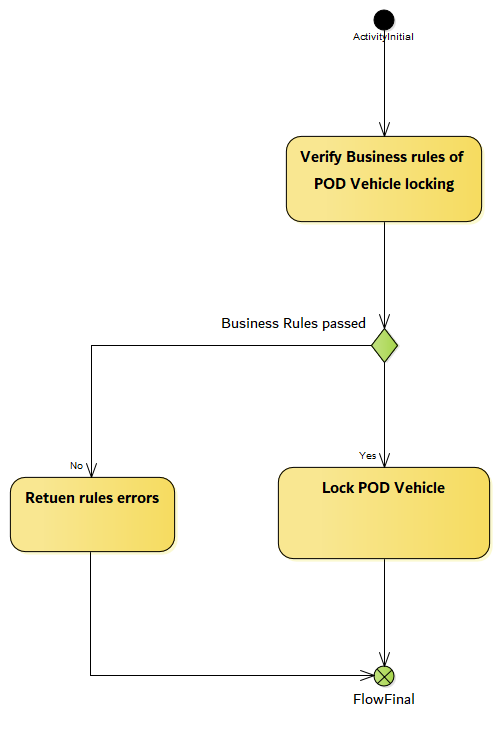 ActivityInitial
Verify Business rules of
POD Vehicle locking
Business Rules passed
No
Yes
Retuen rules errors
Lock POD Vehicle
FlowFinal